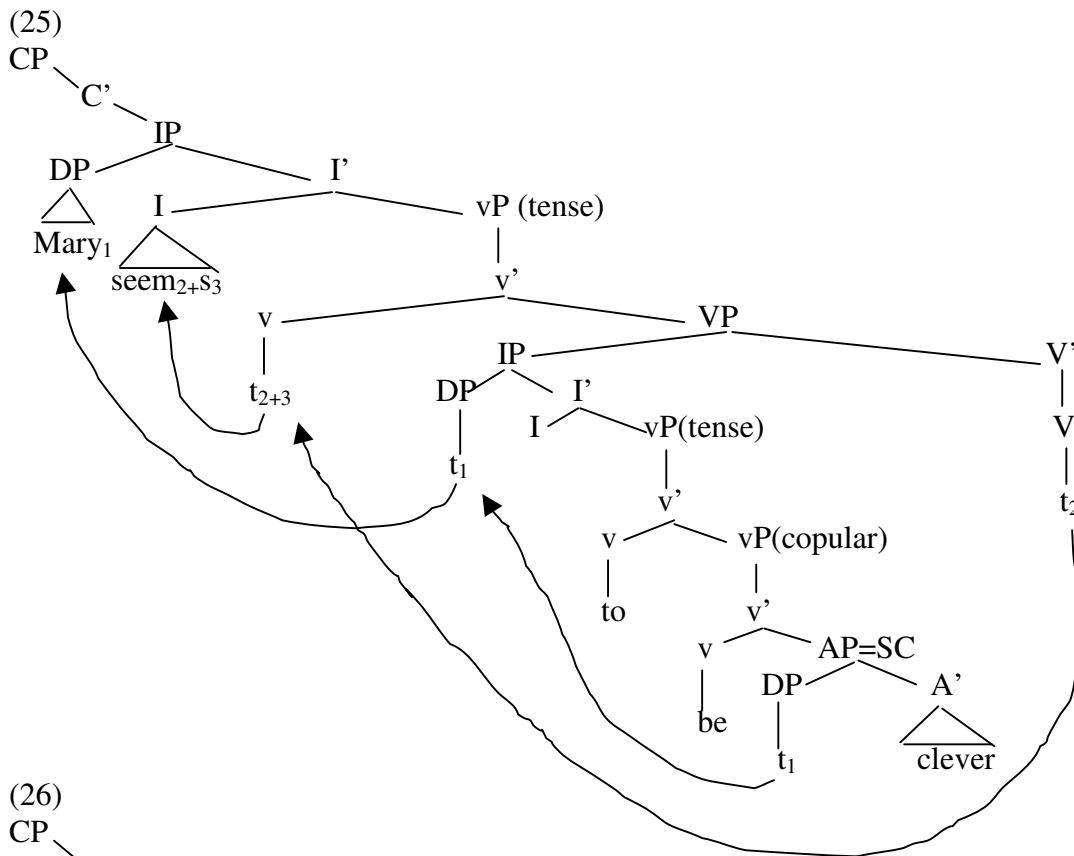 (25)
CP
C’
IP
DP I’
I vP (tense)
Mary₁ seem₂₊s₃ v’
v VP
IP V’
t₂₊₃ DP I’
I vP(tense) V
t₁
v’ t₂
v vP(copular)
to v’
v AP=SC
DP A’
be
t₁ clever
(26)
CP